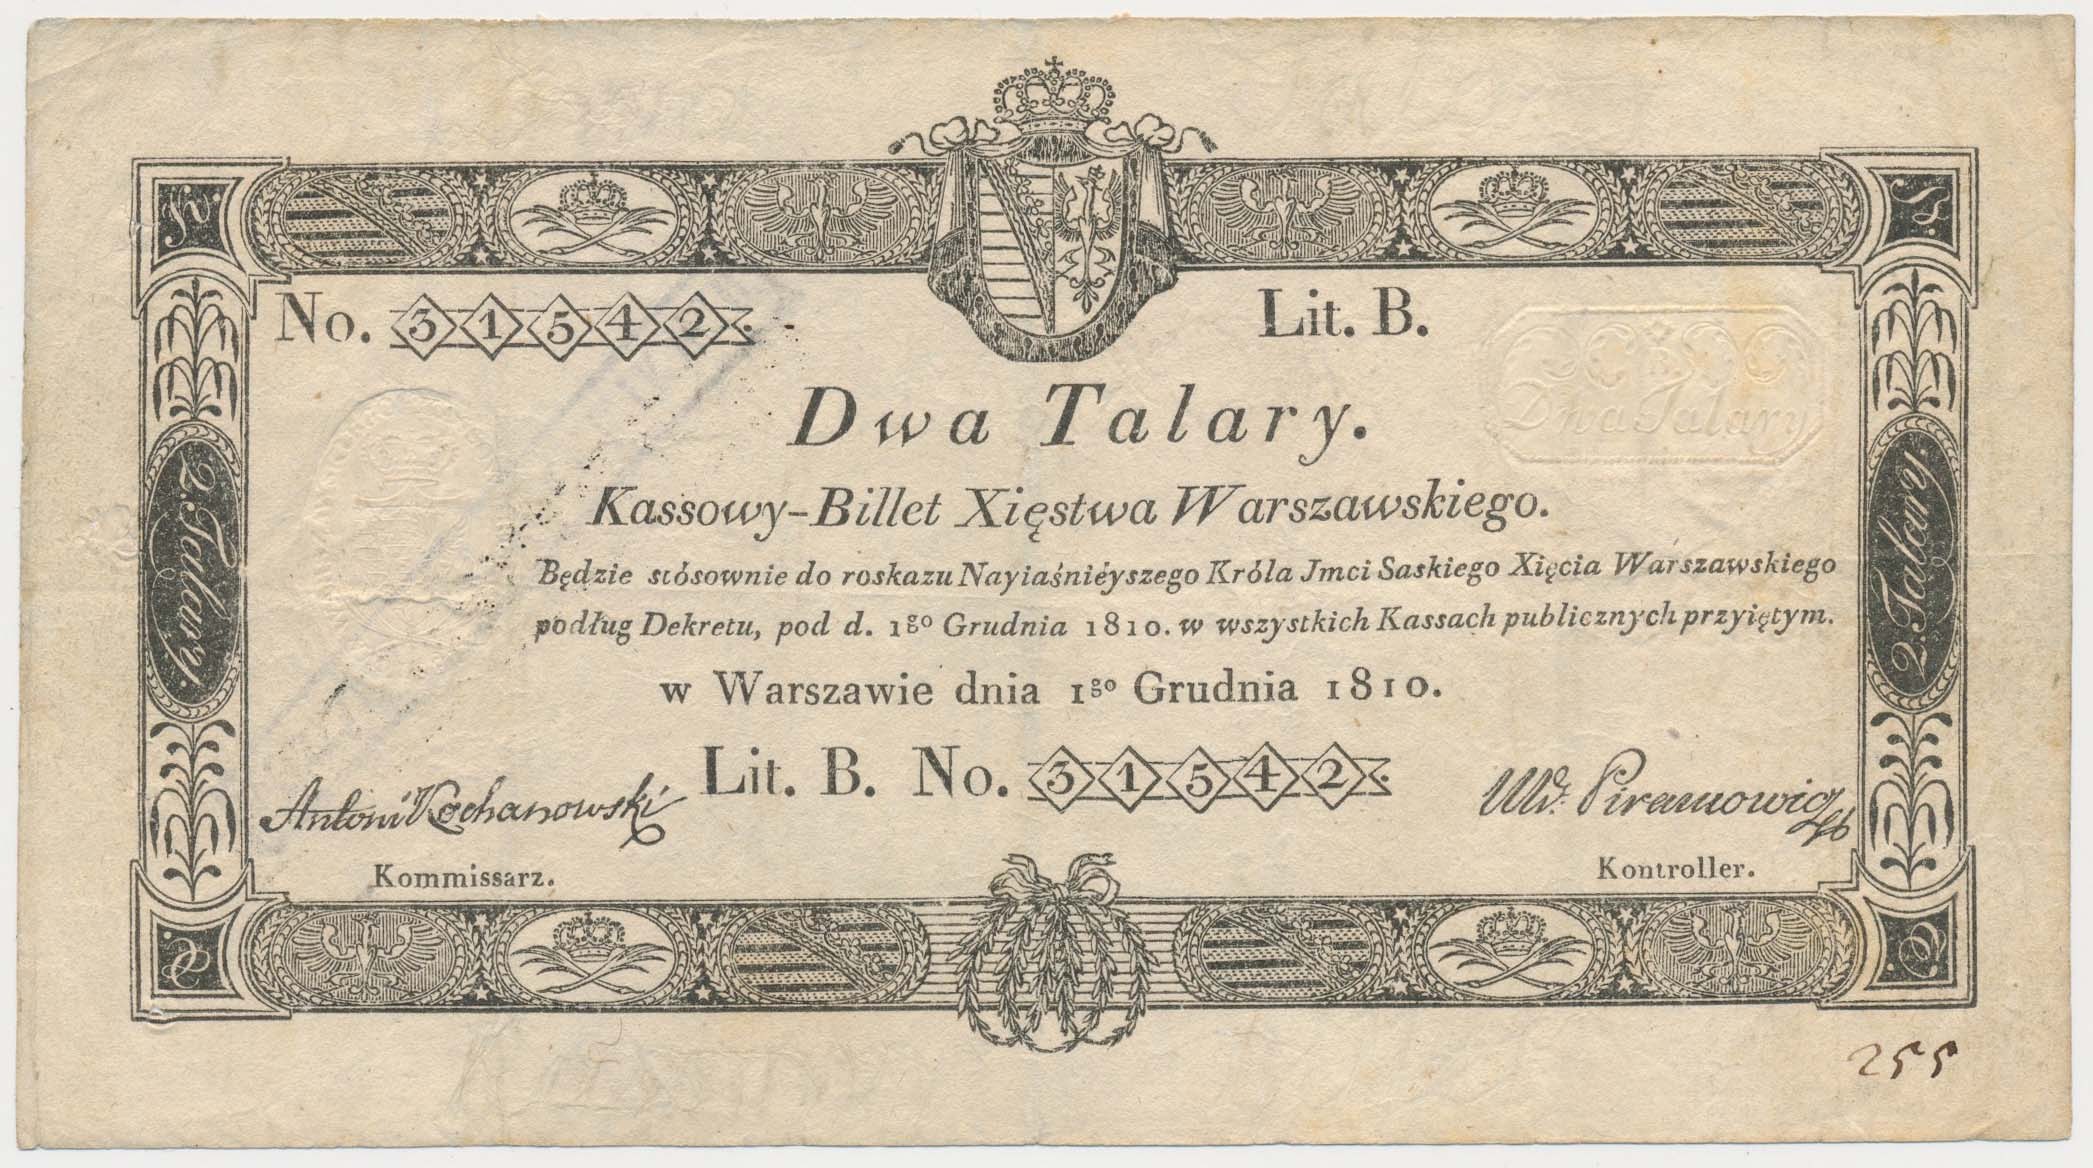 No. 31542.
Lit. B.
Dwa Talary.
Dwa Talary
Kassowy-Billet Xięstwa Warszawskiego.
Będzie stósownie do roskazu Nayiaśniéyszego Króla Jmci Saskiego Xięcia Warszawskiego
podług Dekretu, pod d. 1go Grudnia 1810. w wszystkich Kassach publicznych przyiętym.
w Warszawie dnia 1go Grudnia 1810.
Lit. B. No. 31542.
Antoni Kochanowski
Piramowicz
Kommissarz.
Kontroller.
2. Talary.
2. Talary.
255